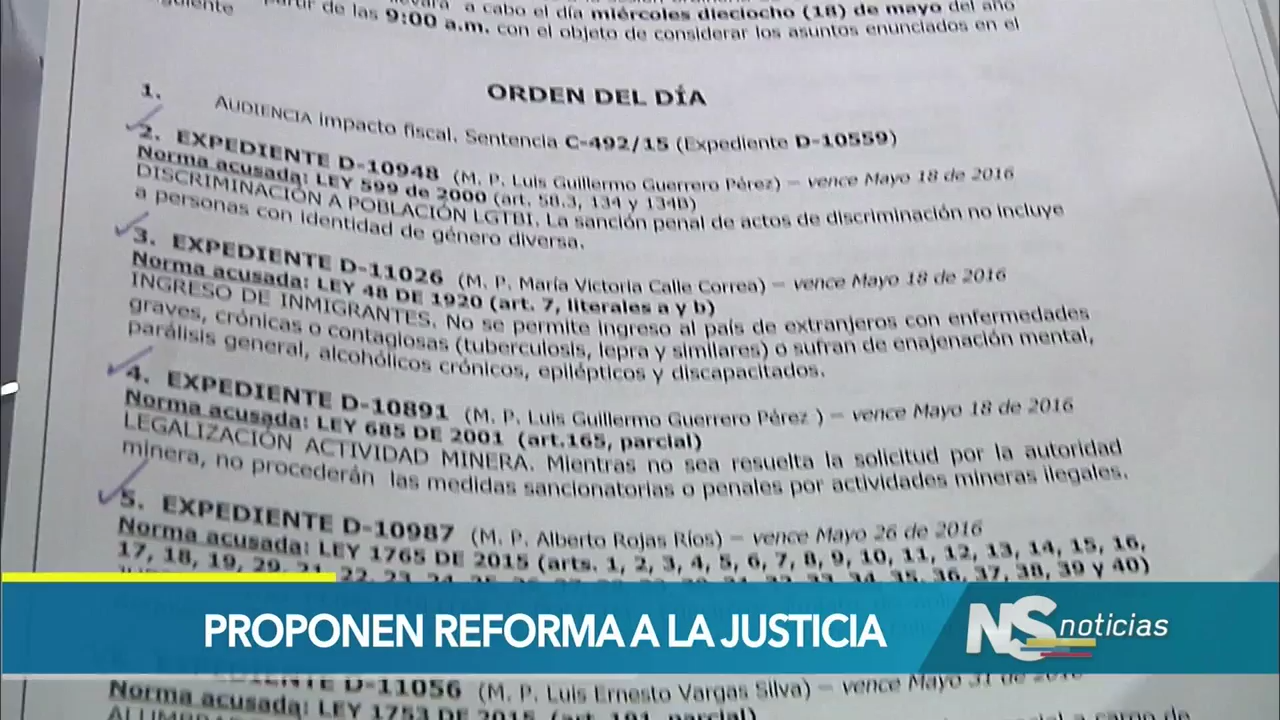 siguiente
partir de las 9:00 a.m. con el objeto de considerar los asuntos enunciados en el
a cabo el día miércoles dieciocho (18) de mayo del año
ORDEN DEL DÍA
1. AUDIENCIA impacto fiscal. Sentencia C-492/15 (Expediente D-10559)
2. EXPEDIENTE D-10948 (M. P. Luis Guillermo Guerrero Pérez) – vence Mayo 18 de 2016
Norma acusada: LEY 599 de 2000 (art. 58.3, 134 y 134B)
DISCRIMINACIÓN A POBLACIÓN LGTBI. La sanción penal de actos de discriminación no incluye
a personas con identidad de género diversa.
3. EXPEDIENTE D-11026 (M. P. María Victoria Calle Correa) – vence Mayo 18 de 2016
Norma acusada: LEY 48 DE 1920 (art. 7, literales a y b)
INGRESO DE INMIGRANTES. No se permite ingreso al país de extranjeros con enfermedades
graves, crónicas o contagiosas (tuberculosis, lepra y similares) o sufran de enajenación mental,
parálisis general, alcohólicos crónicos, epilépticos y discapacitados.
4. EXPEDIENTE D-10891 (M. P. Luis Guillermo Guerrero Pérez ) – vence Mayo 18 de 2016
Norma acusada: LEY 685 DE 2001 (art.165, parcial)
LEGALIZACIÓN ACTIVIDAD MINERA. Mientras no sea resuelta la solicitud por la autoridad
minera, no procederán las medidas sancionatorias o penales por actividades mineras ilegales.
5. EXPEDIENTE D-10987 (M. P. Alberto Rojas Ríos) – vence Mayo 26 de 2016
Norma acusada: LEY 1765 DE 2015 (arts. 1, 2, 3, 4, 5, 6, 7, 8, 9, 10, 11, 12, 13, 14, 15, 16,
17, 18, 19, 20, 21, 22, 23, 24, 35, 36, 37, 38, 39 y 40)
PROPONEN REFORMA A LA JUSTICIA
NS noticias
EXPEDIENTE D-11056 (M. P. Luis Ernesto Vargas Silva) – vence Mayo 31 de 2016
Norma acusada: LEY 1753 DE 2015 (art. 191, parcial)